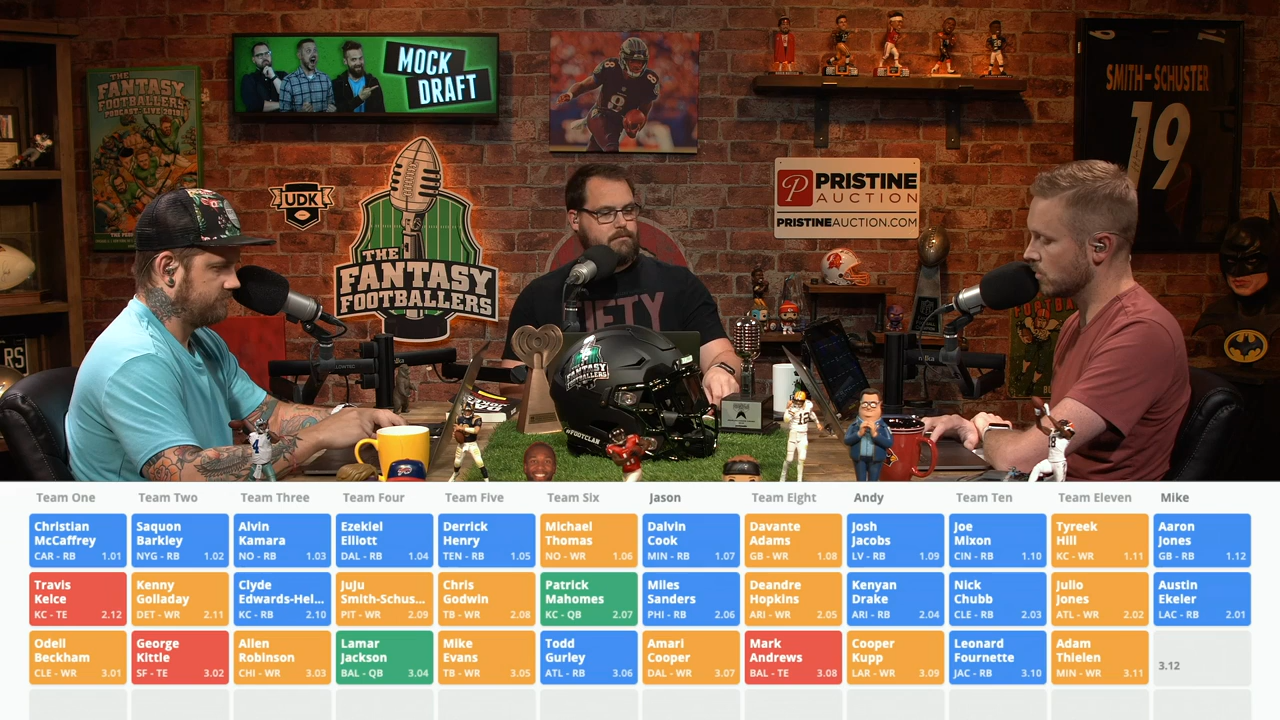 THE
FANTASY
FOOTBALLERS
PODCAST-LIVE 2019
MOCK
DRAFT
SMITH-SCHUSTER
19
8
JUDK
THE
FANTASY
FOOTBALLERS
P PRISTINE
AUCTION
PRISTINEAUCTION.COM
RS
FANTASY
FOOTBALLERS
@FOOTCLAN
Team One Team Two Team Three Team Four Team Five Team Six Jason Team Eight Andy Team Ten Team Eleven Mike
Christian Saquon Alvin Ezekiel Derrick Michael Dalvin Davante Josh Joe Tyreek Aaron
McCaffrey Barkley Kamara Elliott Henry Thomas Cook Adams Jacobs Mixon Hill Jones
CAR - RB 1.01 NYG - RB 1.02 NO - RB 1.03 DAL - RB 1.04 TEN - RB 1.05 NO - WR 1.06 MIN - RB 1.07 GB - WR 1.08 LV - RB 1.09 CIN - RB 1.10 KC - WR 1.11 GB - RB 1.12
Travis Kenny Clyde JuJu Chris Patrick Miles Deandre Kenyan Nick Julio Austin
Kelce Golladay Edwards-Hel... Smith-Schus... Godwin Mahomes Sanders Hopkins Drake Chubb Jones Ekeler
KC - TE 2.12 DET - WR 2.11 KC - RB 2.10 PIT - WR 2.09 TB - WR 2.08 KC - QB 2.07 PHI - RB 2.06 ARI - WR 2.05 ARI - RB 2.04 CLE - RB 2.03 ATL - WR 2.02 LAC - RB 2.01
Odell George Allen Lamar Mike Todd Amari Mark Cooper Leonard Adam
Beckham Kittle Robinson Jackson Evans Gurley Cooper Andrews Kupp Fournette Thielen
CLE - WR 3.01 SF - TE 3.02 CHI - WR 3.03 BAL - QB 3.04 TB - WR 3.05 ATL - RB 3.06 DAL - WR 3.07 BAL - TE 3.08 LAR - WR 3.09 JAC - RB 3.10 MIN - WR 3.11 3.12